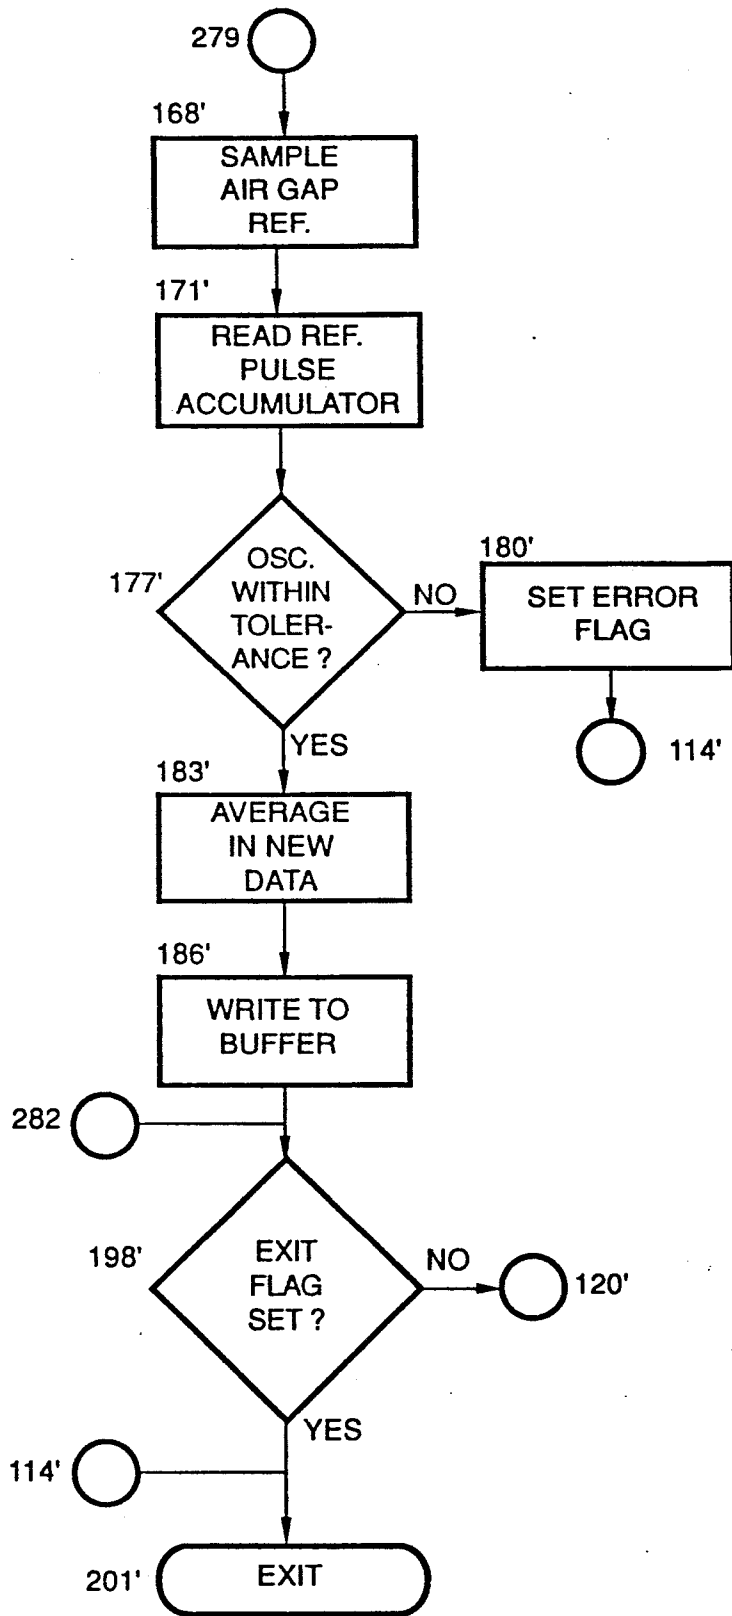 279
168'
SAMPLE
AIR GAP
REF.
171'
READ REF.
PULSE
ACCUMULATOR
177'
OSC.
WITHIN
TOLER-
ANCE ?
NO
180'
SET ERROR
FLAG
114'
YES
183'
AVERAGE
IN NEW
DATA
186'
WRITE TO
BUFFER
282
198'
EXIT
FLAG
SET ?
NO
120'
YES
114'
201'
EXIT